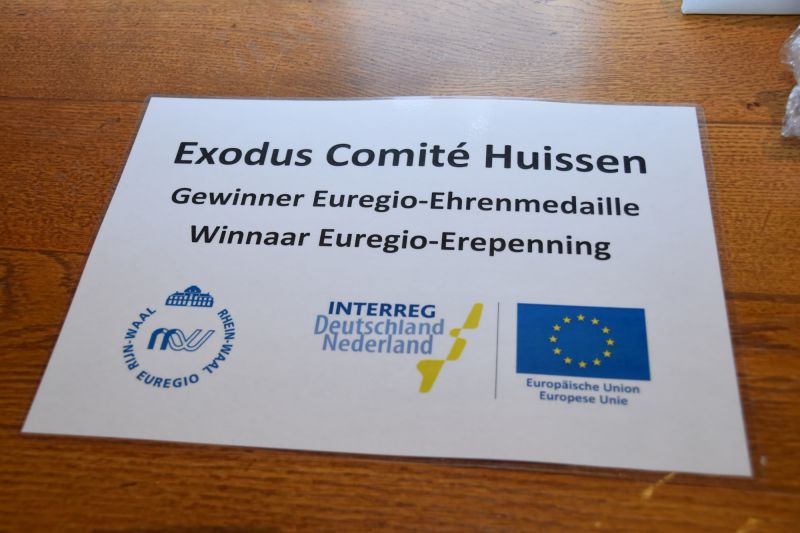 Exodus Comité Huissen
Gewinner Euregio-Ehrenmedaille
Winnaar Euregio-Erepenning
RIJN-WAAL
RHEIN-WAAL
EUREGIO
INTERREG
Deutschland
Nederland
Europäische Union
Europese Unie